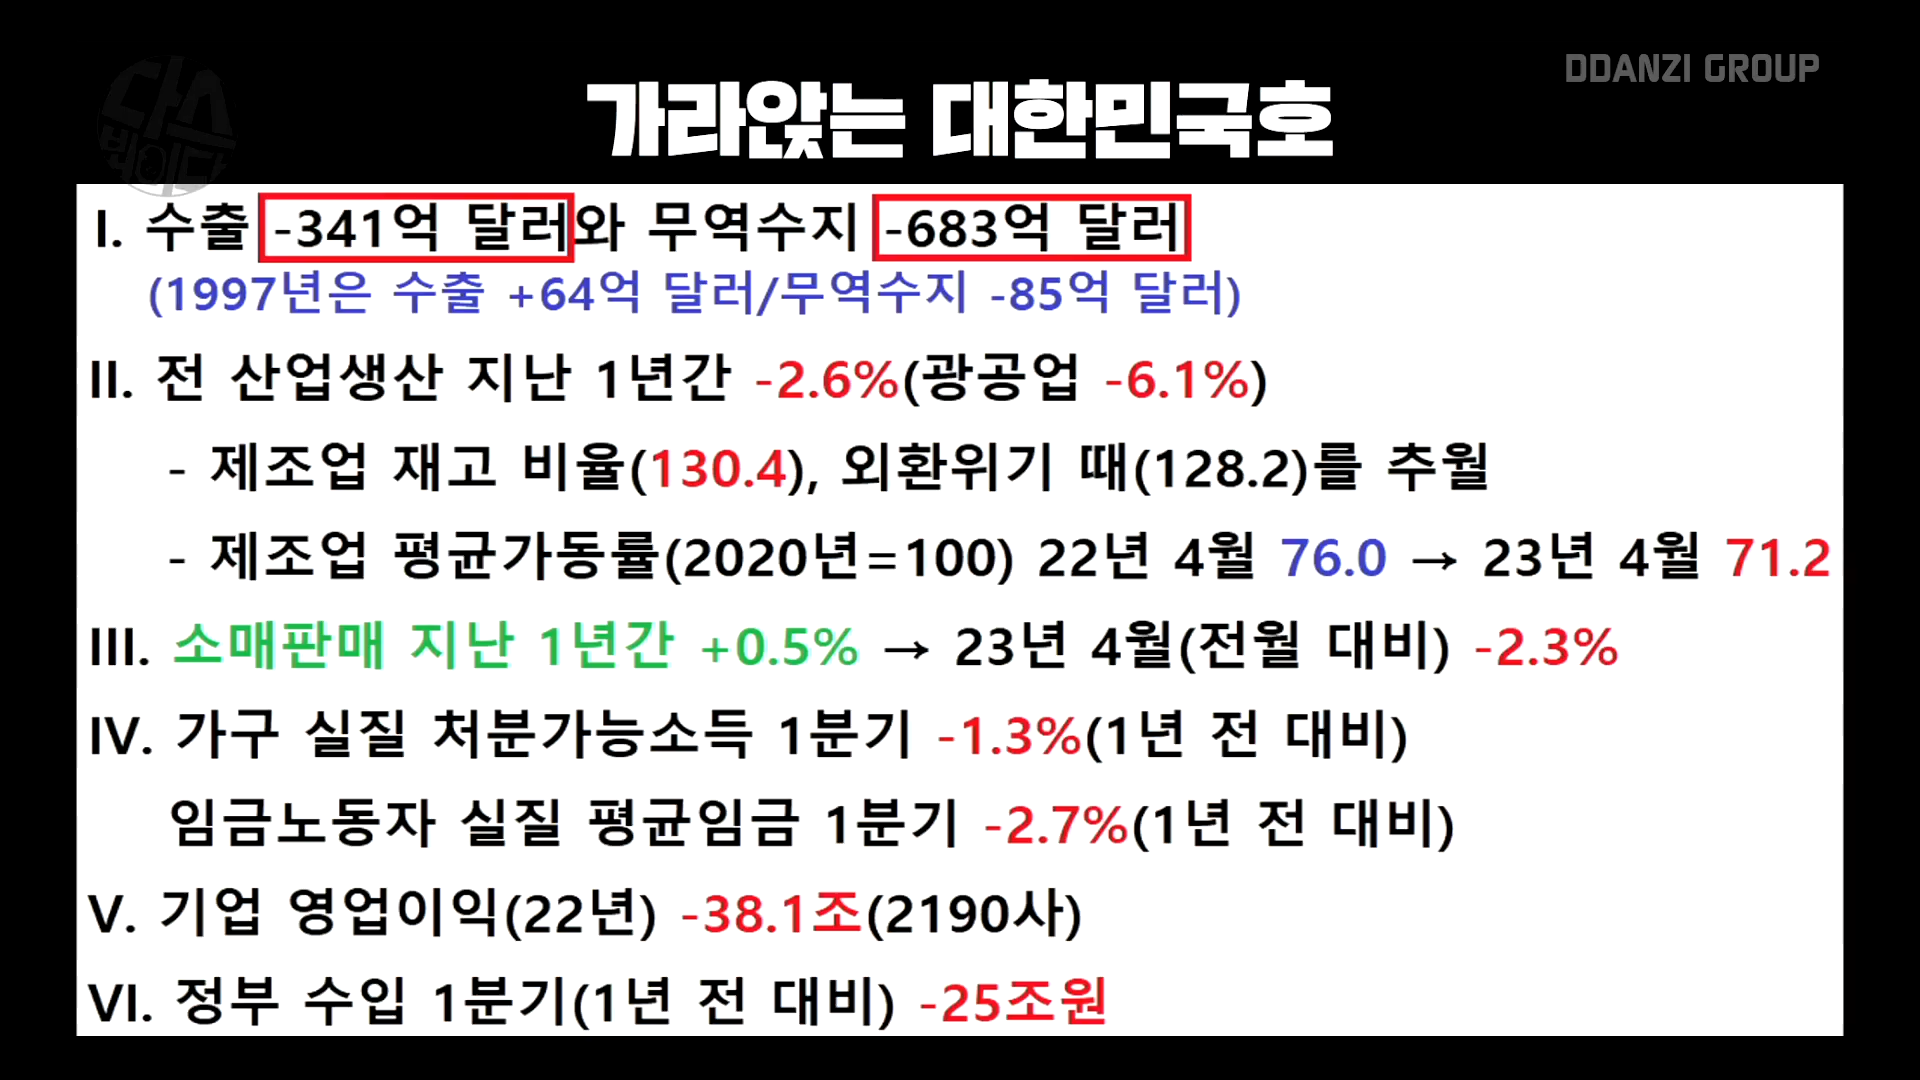 다스
벡이다
DDANZI GROUP
가라앉는 대한민국호
I. 수출 -341억 달러와 무역수지 -683억 달러
(1997년은 수출 +64억 달러/무역수지 -85억 달러)
II. 전 산업생산 지난 1년간 -2.6%(광공업 -6.1%)
- 제조업 재고 비율(130.4), 외환위기 때(128.2)를 추월
- 제조업 평균가동률(2020년=100) 22년 4월 76.0 → 23년 4월 71.2
III. 소매판매 지난 1년간 +0.5% → 23년 4월(전월 대비) -2.3%
IV. 가구 실질 처분가능소득 1분기 -1.3%(1년 전 대비)
임금노동자 실질 평균임금 1분기 -2.7%(1년 전 대비)
V. 기업 영업이익(22년) -38.1조(2190사)
VI. 정부 수입 1분기(1년 전 대비) -25조원